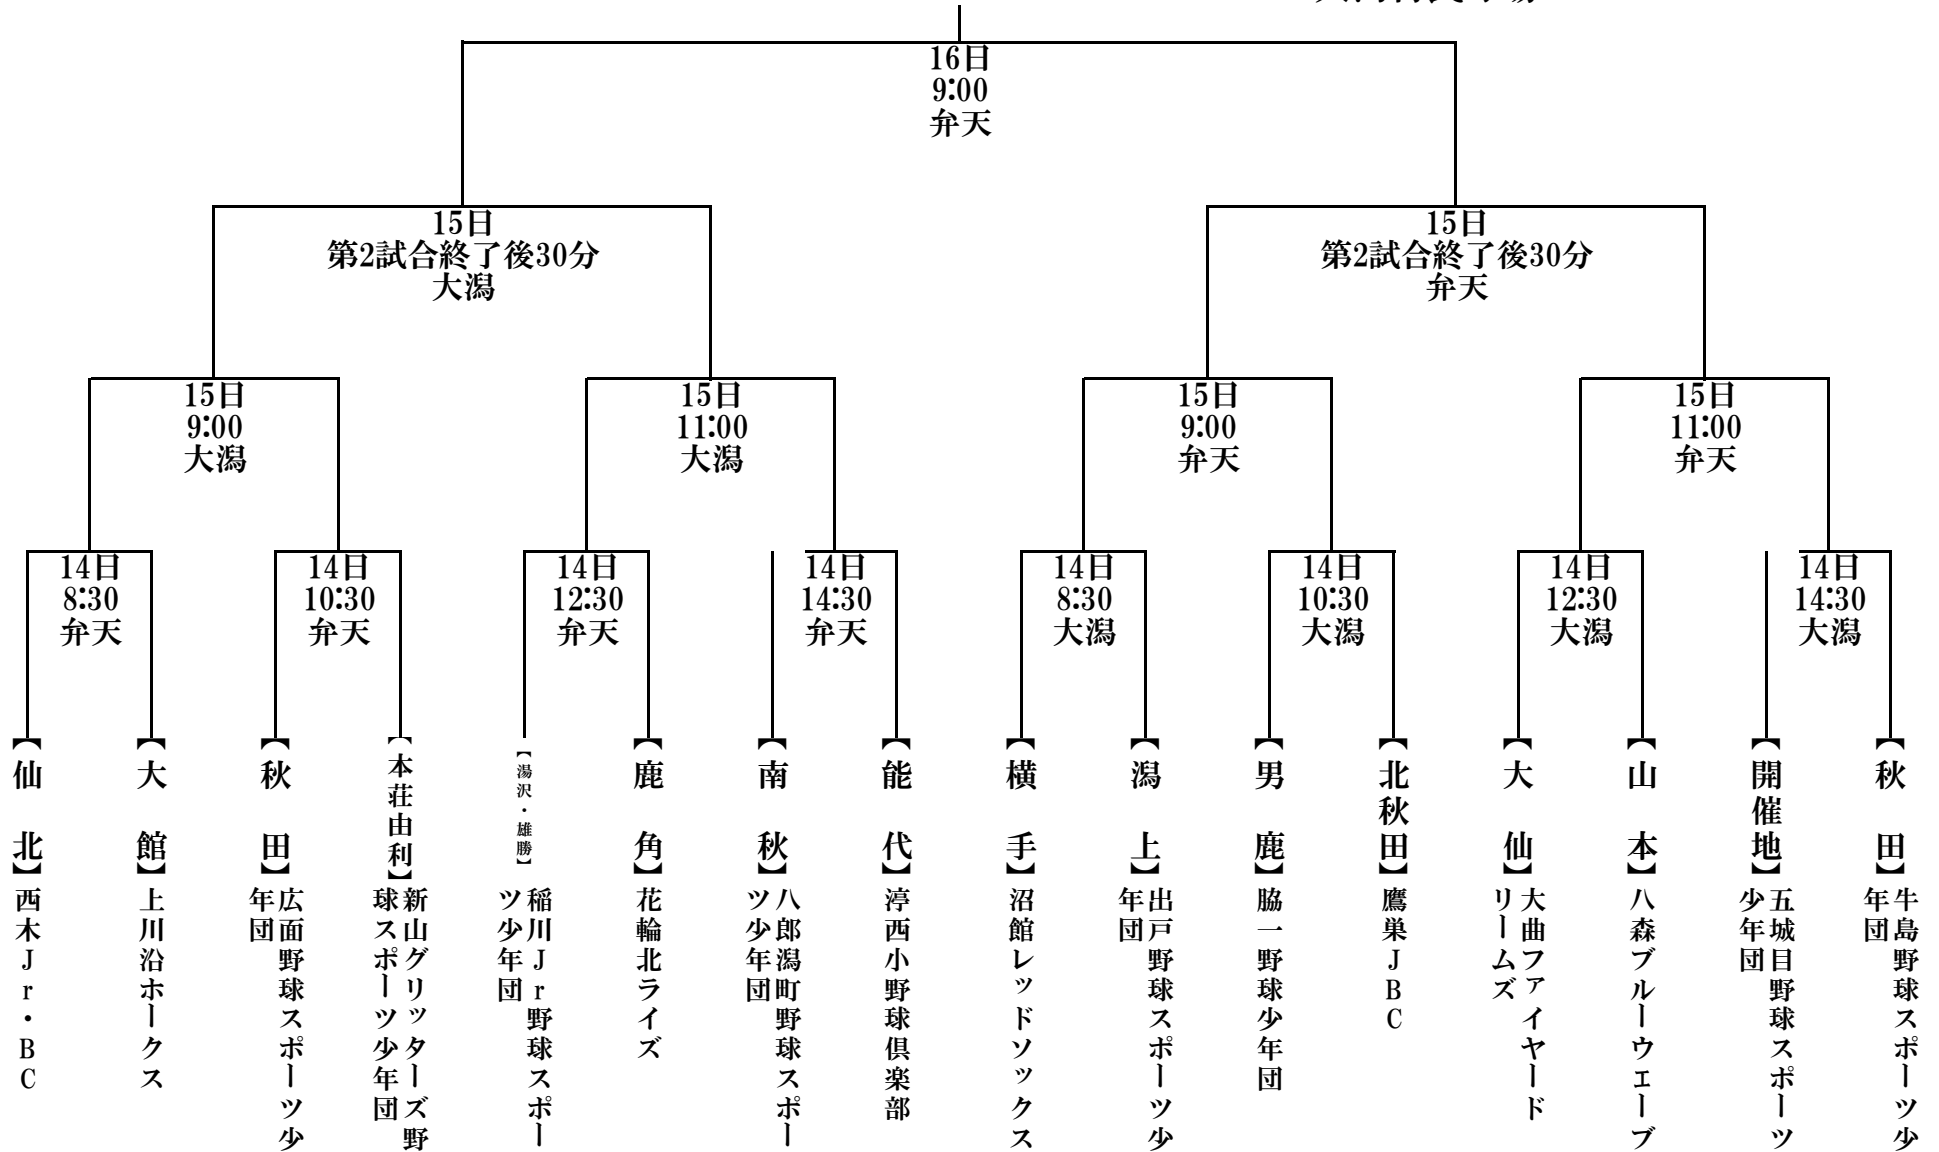 16日
9:00
弁天
15日
第2試合終了後30分
大潟
15日
第2試合終了後30分
弁天
15日
9:00
大潟
15日
11:00
大潟
15日
9:00
弁天
15日
11:00
弁天
14日
8:30
弁天
14日
10:30
弁天
14日
12:30
弁天
14日
14:30
弁天
14日
8:30
大潟
14日
10:30
大潟
14日
12:30
大潟
14日
14:30
大潟
【仙 北】
西木Jr・BC
【大 館】
上川沿ホークス
【秋 田】
広面野球スポーツ少
年団
【本荘由利】
新山グリッターズ野
球スポーツ少年団
【湯沢・雄勝】
稲川Jr野球スポー
ツ少年団
【鹿 角】
花輪北ライズ
【南 秋】
八郎潟町野球スポー
ツ少年団
【能 代】
渟西小野球倶楽部
【横 手】
沼館レッドソックス
【潟 上】
出戸野球スポーツ少
年団
【男 鹿】
脇一野球少年団
【北秋田】
鷹巣JBC
【大 仙】
大曲ファイヤード
リームズ
【山 本】
八森ブルーウェーブ
【開催地】
五城目野球スポーツ
少年団
【秋 田】
牛島野球スポーツ少
年団